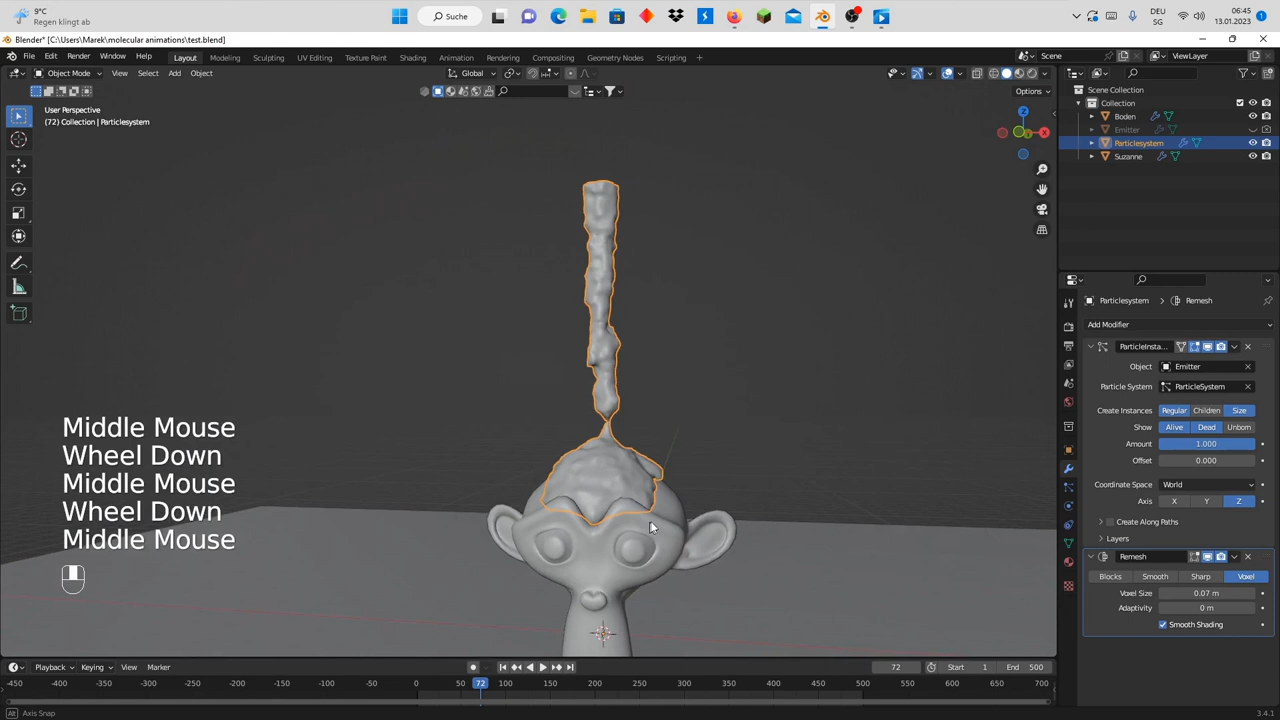 9°C
Regen klingt ab
Suche
DEU
SG
06:45
13.01.2023
Blender* [C:\Users\Marek\molecular animations\test.blend]
File Edit Render Window Help
Layout Modeling Sculpting UV Editing Texture Paint Shading Animation Rendering Compositing Geometry Nodes Scripting
Scene
ViewLayer
Object Mode View Select Add Object
Global
Options
User Perspective
(72) Collection | Particlesystem
X
Z
Scene Collection
Collection
Boden
Emitter
Particlesystem
Suzanne
Particlesystem > Remesh
Add Modifier
ParticleInsta...
Object Emitter
Particle System ParticleSystem
Create Instances Regular Children Size
Show Alive Dead Unborn
Amount 1.000
Offset 0.000
Coordinate Space World
Axis X Y Z
Create Along Paths
Layers
Remesh
Blocks Smooth Sharp Voxel
Voxel Size 0.07 m
Adaptivity 0 m
Smooth Shading
Middle Mouse
Wheel Down
Middle Mouse
Wheel Down
Middle Mouse
Playback Keying View Marker
72
Start 1
End 500
-450 -400 -350 -300 -250 -200 -150 -100 -50 0 50 72 100 150 200 250 300 350 400 450 500 550 600 650 700
Axis Snap
3.4.1